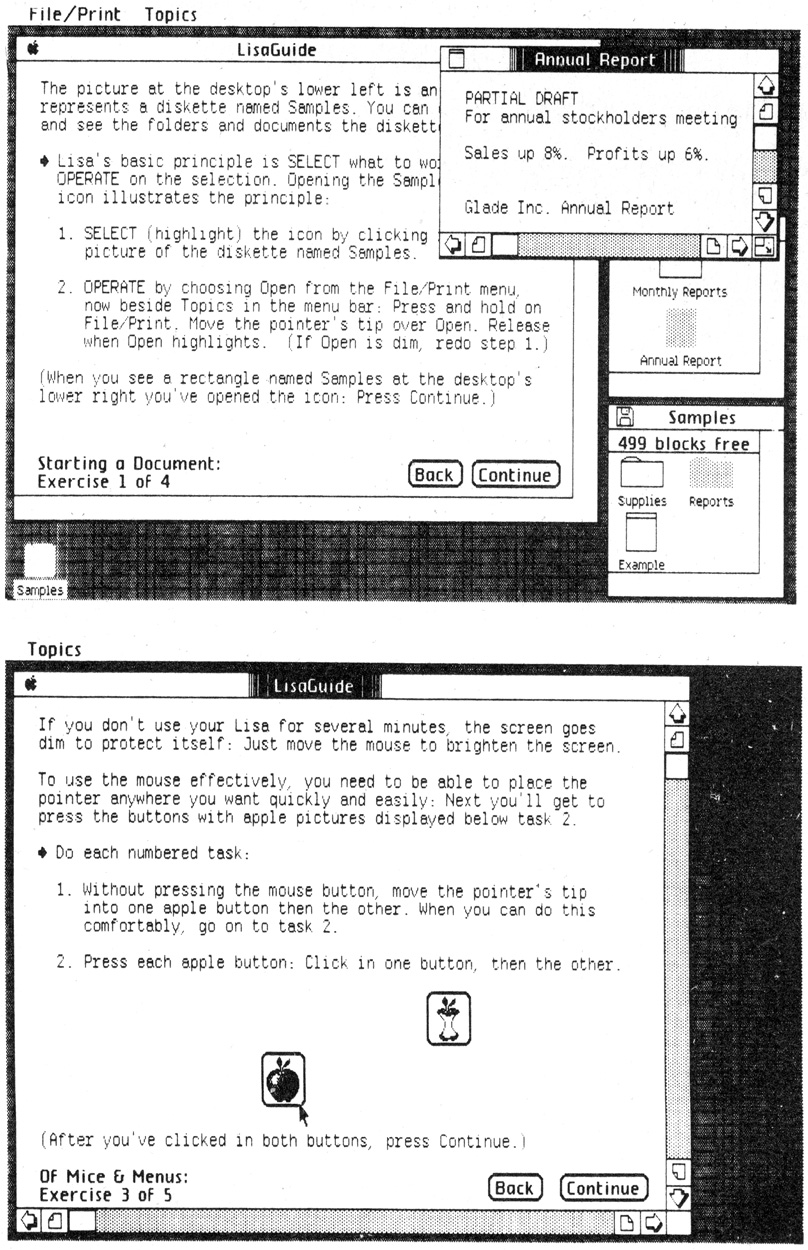 File/Print Topics
LisaGuide
The picture at the desktop's lower left is an
represents a diskette named Samples. You can
and see the folders and documents the diskett
Lisa's basic principle is SELECT what to wo
OPERATE on the selection. Opening the Sampl
icon illustrates the principle:
1. SELECT (highlight) the icon by clicking
picture of the diskette named Samples.
2. OPERATE by choosing Open from the File/Print menu,
now beside Topics in the menu bar: Press and hold on
File/Print. Move the pointer's tip over Open. Release
when Open highlights. (If Open is dim, redo step 1.)
(When you see a rectangle named Samples at the desktop's
lower right you've opened the icon: Press Continue.)
Starting a Document:
Exercise 1 of 4
Back Continue
Annual Report
PARTIAL DRAFT
For annual stockholders meeting
Sales up 8%. Profits up 6%.
Glade Inc. Annual Report
Monthly Reports
Annual Report
Samples
499 blocks free
Supplies Reports
Example
Samples
Topics
LisaGuide
If you don't use your Lisa for several minutes, the screen goes
dim to protect itself: Just move the mouse to brighten the screen.
To use the mouse effectively, you need to be able to place the
pointer anywhere you want quickly and easily: Next you'll get to
press the buttons with apple pictures displayed below task 2.
Do each numbered task:
1. Without pressing the mouse button, move the pointer's tip
into one apple button then the other. When you can do this
comfortably, go on to task 2.
2. Press each apple button: Click in one button, then the other.
(After you've clicked in both buttons, press Continue.)
Of Mice & Menus:
Exercise 3 of 5
Back Continue